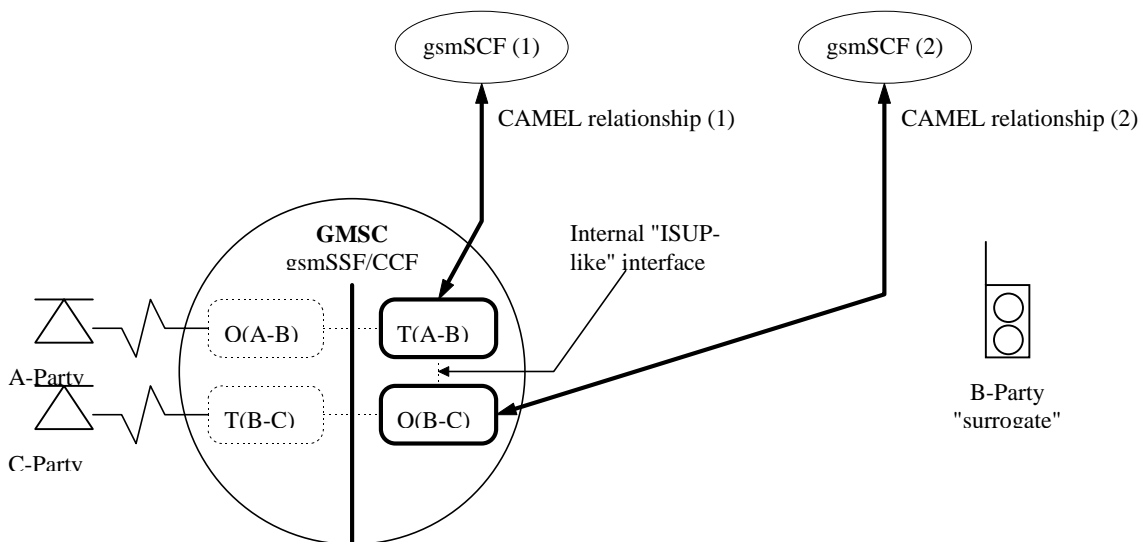 gsmSCF (1)
gsmSCF (2)
CAMEL relationship (1)
CAMEL relationship (2)
GMSC
gsmSSF/CCF
Internal "ISUP-
like" interface
O(A-B)
T(A-B)
A-Party
T(B-C)
O(B-C)
C-Party
B-Party
"surrogate"